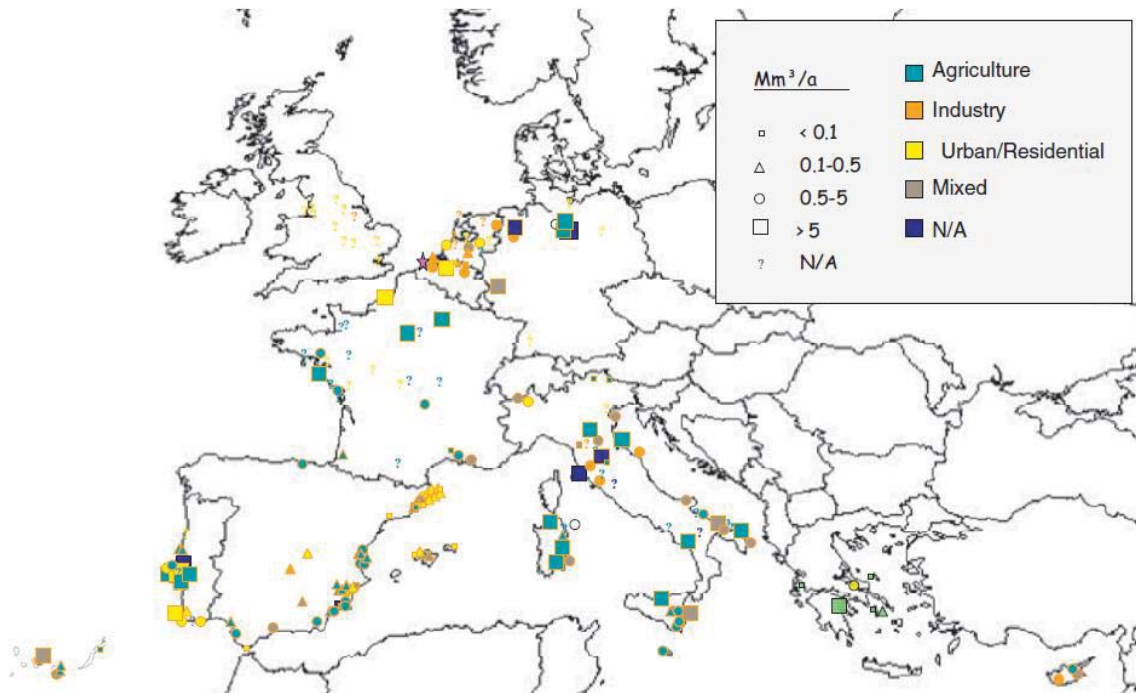 Mm³/a
< 0.1
0.1-0.5
0.5-5
> 5
? N/A
Agriculture
Industry
Urban/Residential
Mixed
N/A